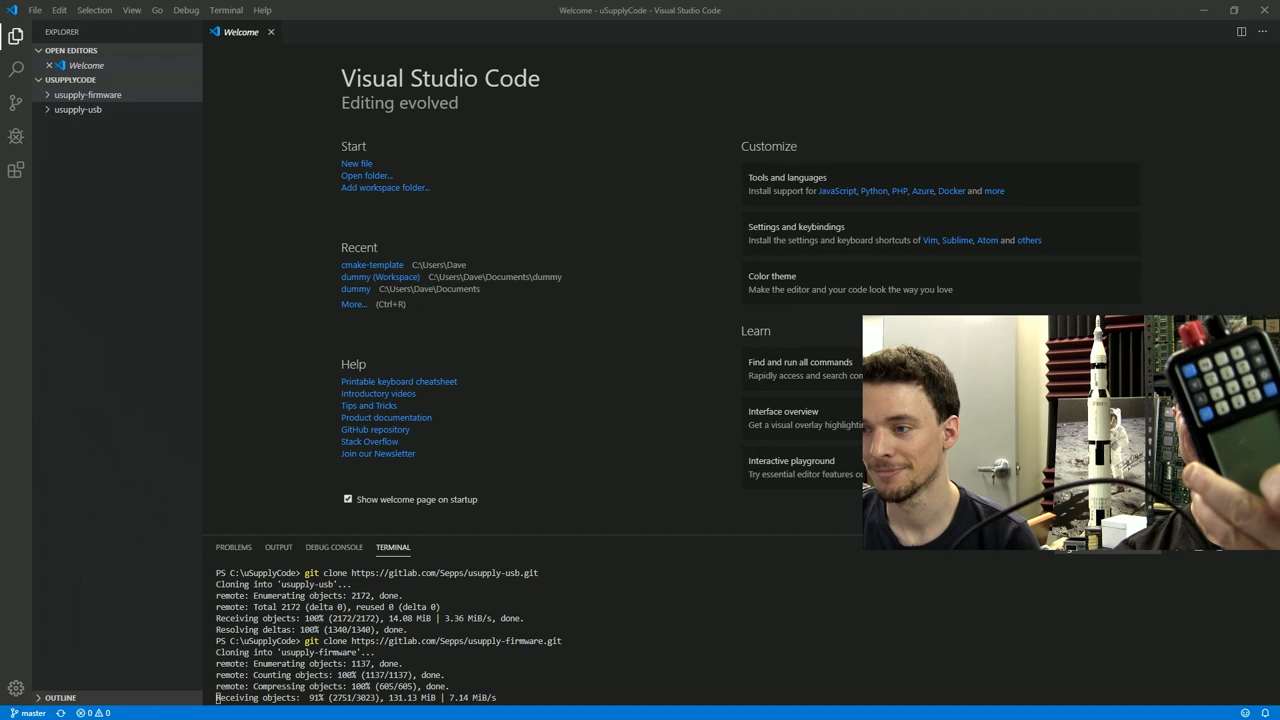 File Edit Selection View Go Debug Terminal Help
Welcome - uSupplyCode - Visual Studio Code
EXPLORER
OPEN EDITORS
Welcome
USUPPLYCODE
usupply-firmware
usupply-usb
OUTLINE
Welcome
Visual Studio Code
Editing evolved
Start
New file
Open folder...
Add workspace folder...
Recent
cmake-template C:\Users\Dave
dummy (Workspace) C:\Users\Dave\Documents\dummy
dummy C:\Users\Dave\Documents
More... (Ctrl+R)
Help
Printable keyboard cheatsheet
Introductory videos
Tips and Tricks
Product documentation
GitHub repository
Stack Overflow
Join our Newsletter
Show welcome page on startup
Customize
Tools and languages
Install support for JavaScript, Python, PHP, Azure, Docker and more
Settings and keybindings
Install the settings and keyboard shortcuts of Vim, Sublime, Atom and others
Color theme
Make the editor and your code look the way you love
Learn
Find and run all commands
Rapidly access and search
Interface overview
Get a visual overlay
Interactive playground
Try essential editor features
PROBLEMS OUTPUT DEBUG CONSOLE TERMINAL
PS C:\uSupplyCode> git clone https://gitlab.com/Sepps/usupply-usb.git
Cloning into 'usupply-usb'...
remote: Enumerating objects: 2172, done.
remote: Total 2172 (delta 0), reused 0 (delta 0)
Receiving objects: 100% (2172/2172), 14.08 MiB | 3.36 MiB/s, done.
Resolving deltas: 100% (1340/1340), done.
PS C:\uSupplyCode> git clone https://gitlab.com/Sepps/usupply-firmware.git
Cloning into 'usupply-firmware'...
remote: Enumerating objects: 1137, done.
remote: Counting objects: 100% (1137/1137), done.
remote: Compressing objects: 100% (605/605), done.
Receiving objects: 91% (2751/3023), 131.13 MiB | 7.14 MiB/s
master 0 0